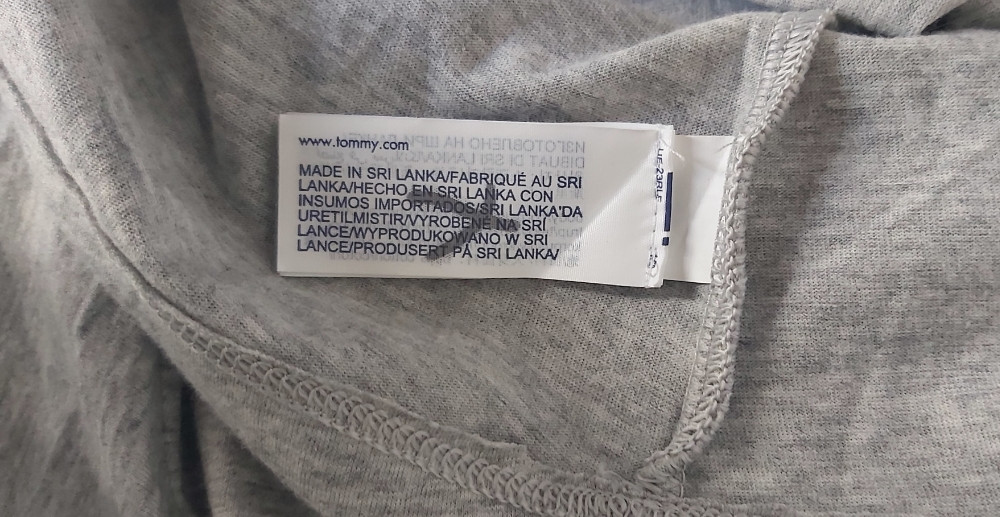 www.tommy.com
MADE IN SRI LANKA/FABRIQUÉ AU SRI
LANKA/HECHO EN SRI LANKA CON
INSUMOS IMPORTADOS/SRI LANKA'DA
URETILMISTIR/VYROBENE NA SRÍ
LANCE/WYPRODUKOWANO W SRI
LANCE/PRODUSERT PÅ SRI LANKA/